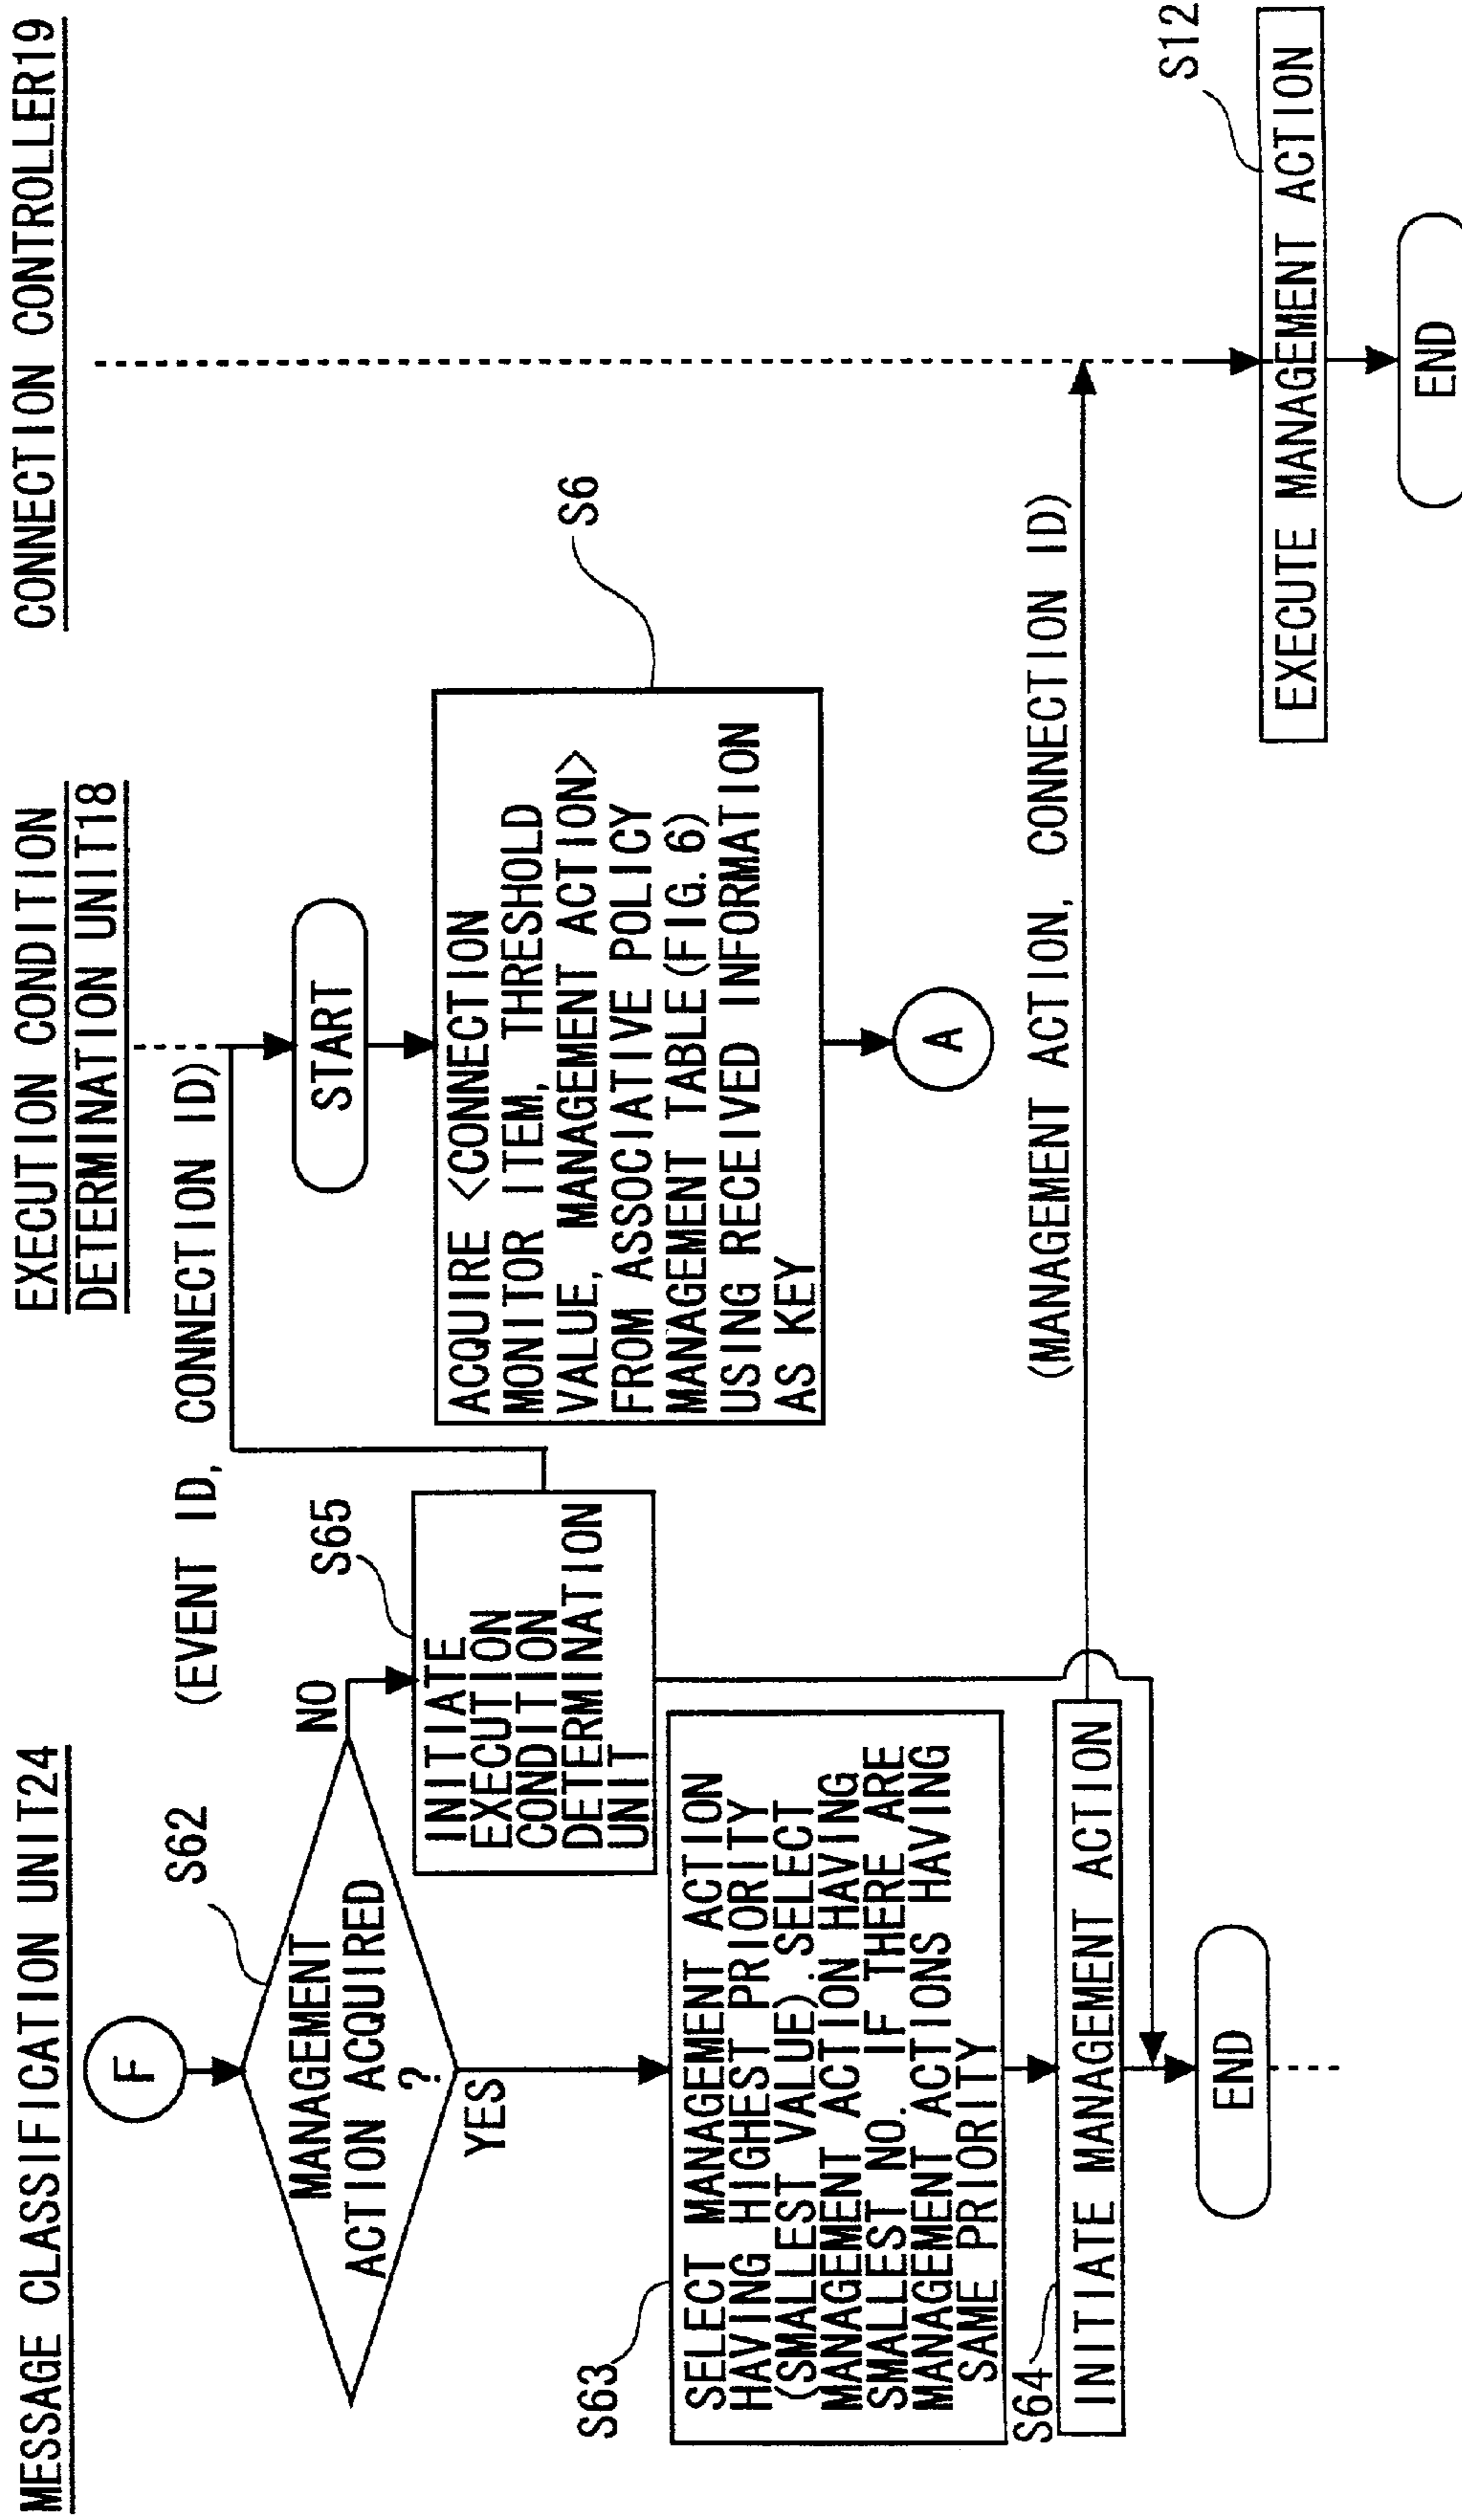 MESSAGE CLASSIFICATION UNIT24
F
S62
MANAGEMENT
ACTION ACQUIRED
?
NO
YES
S65
INITIATE
EXECUTION
CONDITION
DETERMINATION
UNIT
S63
SELECT MANAGEMENT ACTION
HAVING HIGHEST PRIORITY
(SMALLEST VALUE).SELECT
MANAGEMENT ACTION HAVING
SMALLEST NO. IF THERE ARE
MANAGEMENT ACTIONS HAVING
SAME PRIORITY
S64
INITIATE MANAGEMENT ACTION
END
(EVENT ID, CONNECTION ID)
EXECUTION CONDITION
DETERMINATION UNIT18
START
S6
ACQUIRE <CONNECTION
MONITOR ITEM, THRESHOLD
VALUE, MANAGEMENT ACTION>
FROM ASSOCIATIVE POLICY
MANAGEMENT TABLE(FIG.6)
USING RECEIVED INFORMATION
AS KEY
A
(MANAGEMENT ACTION, CONNECTION ID)
CONNECTION CONTROLLER19
S12
EXECUTE MANAGEMENT ACTION
END